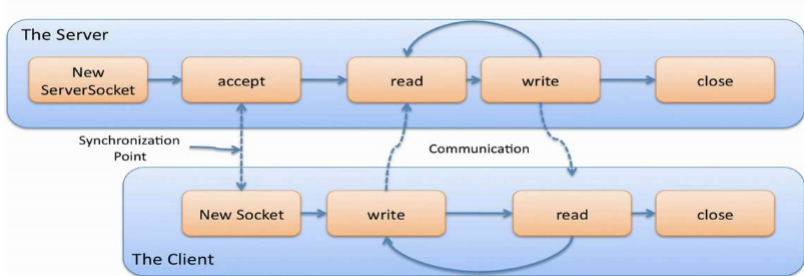 The Server
New
ServerSocket
accept
read
write
close
Synchronization
Point
Communication
New Socket
write
read
close
The Client